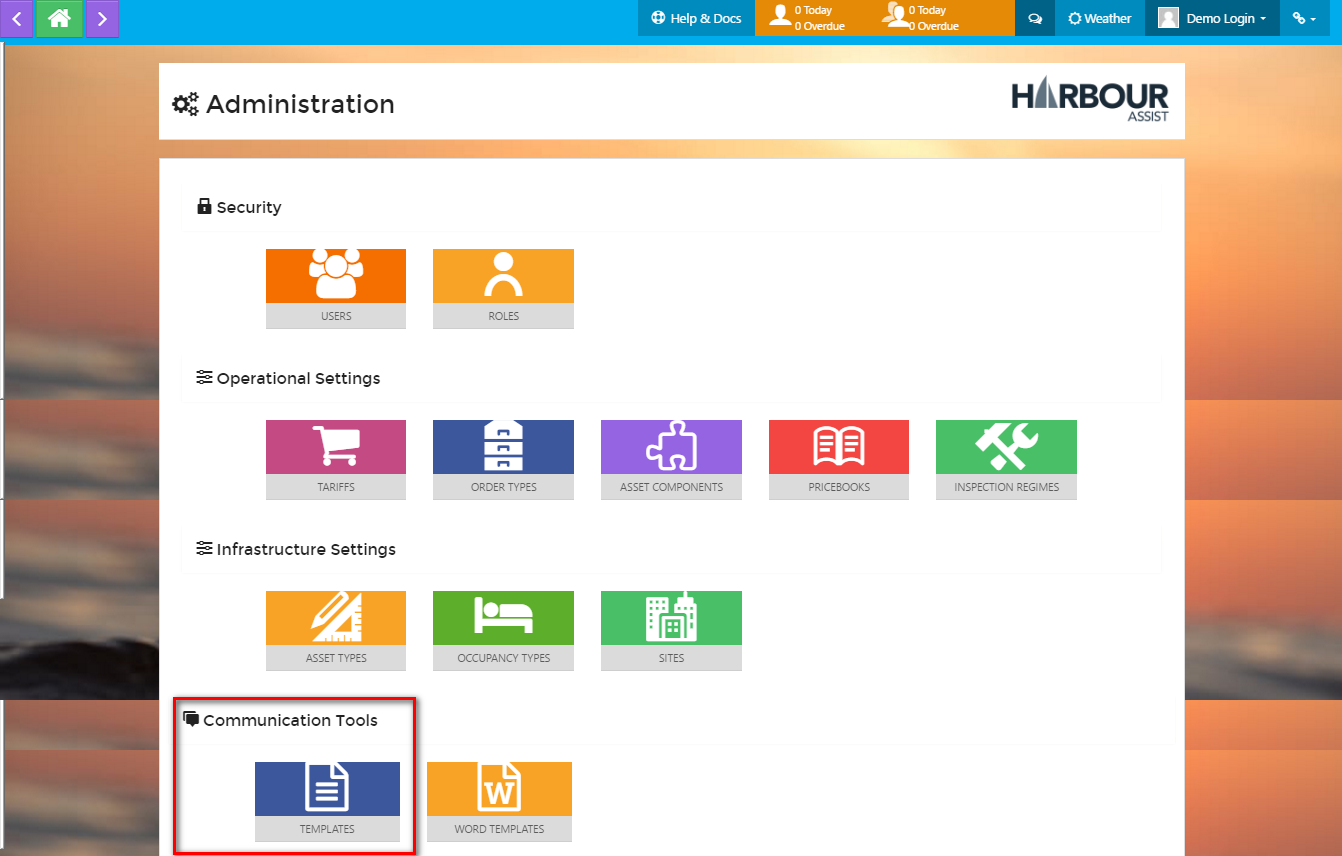 Help & Docs
0 Today
0 Overdue
0 Today
0 Overdue
Weather
Demo Login
Administration
HARBOUR
ASSIST
Security
USERS
ROLES
Operational Settings
TARIFFS
ORDER TYPES
ASSET COMPONENTS
PRICEBOOKS
INSPECTION REGIMES
Infrastructure Settings
ASSET TYPES
OCCUPANCY TYPES
SITES
Communication Tools
W
TEMPLATES
WORD TEMPLATES